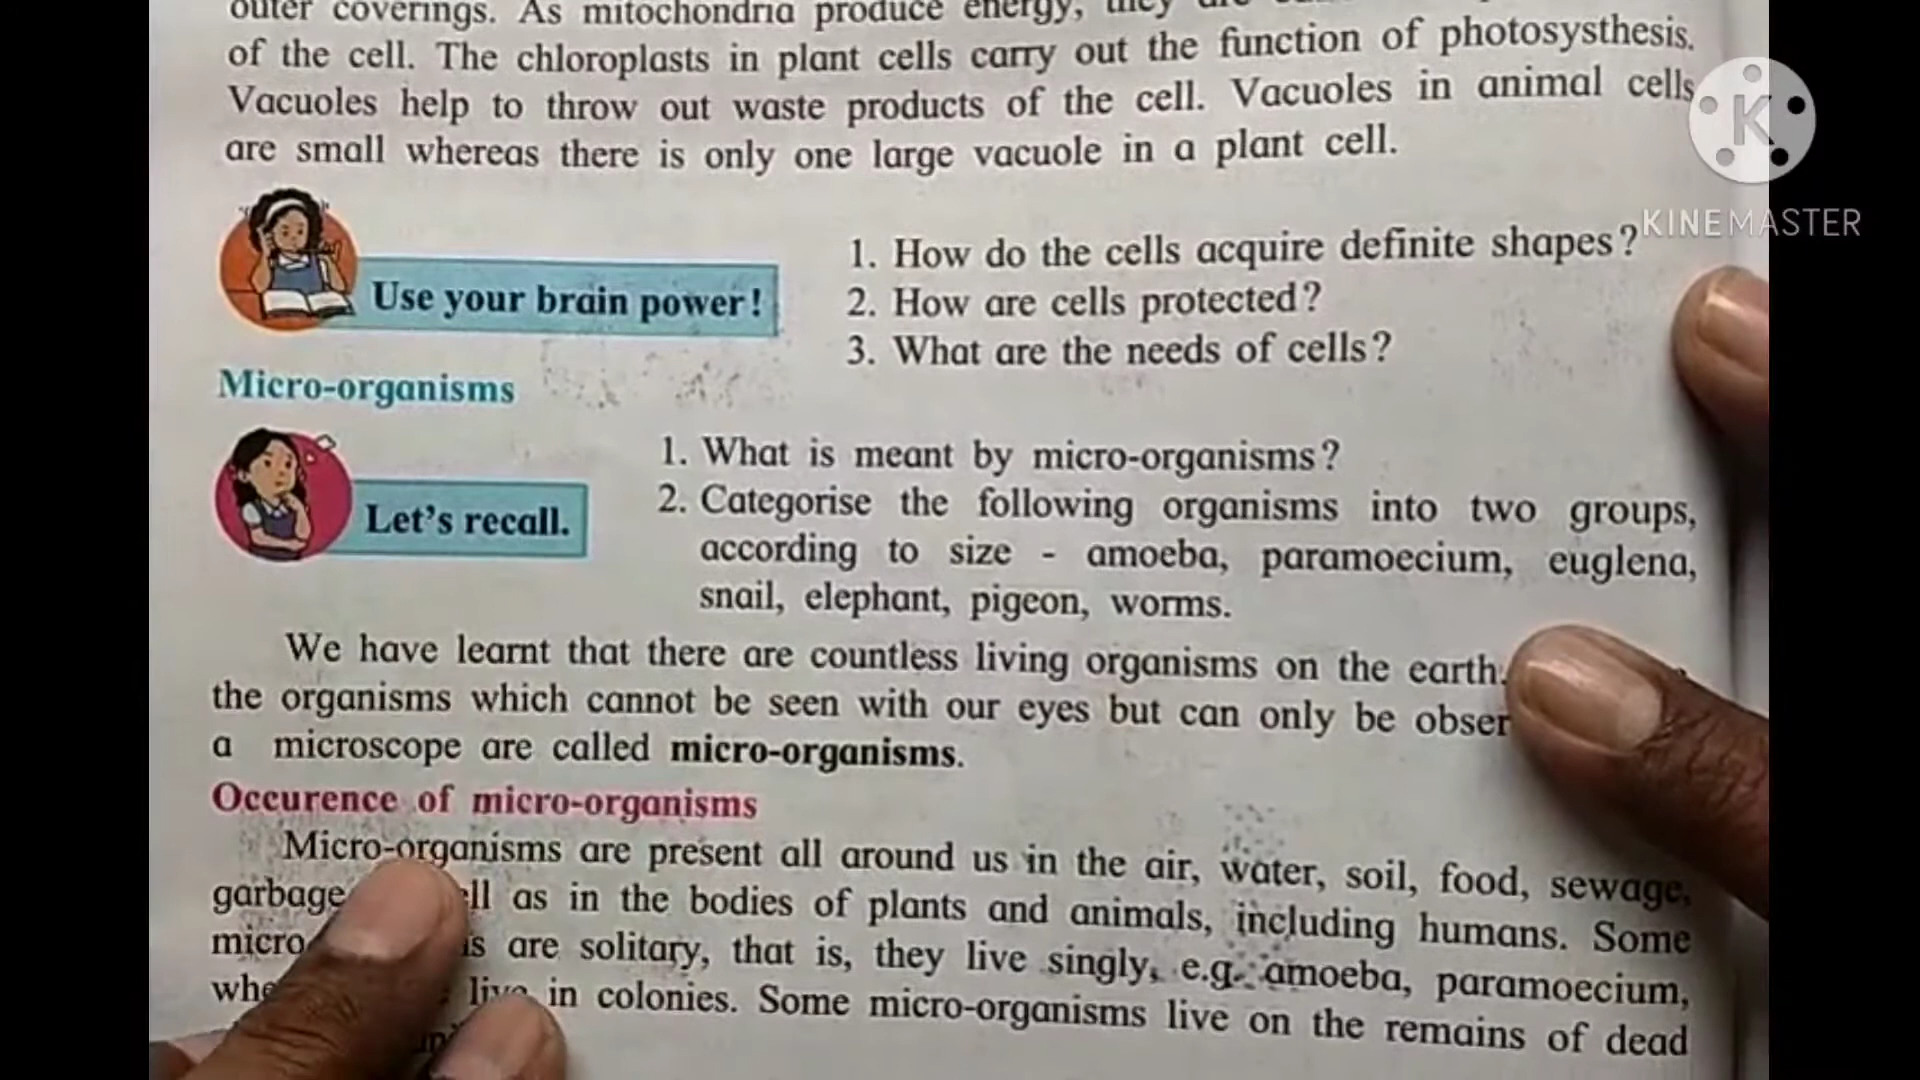 outer coverings. As mitochondria produce energy, they are
of the cell. The chloroplasts in plant cells carry out the function of photosysthesis.
Vacuoles help to throw out waste products of the cell. Vacuoles in animal cells
are small whereas there is only one large vacuole in a plant cell.
K
KINEMASTER
Use your brain power!
1. How do the cells acquire definite shapes?
2. How are cells protected?
3. What are the needs of cells?
Micro-organisms
Let's recall.
1. What is meant by micro-organisms?
2. Categorise the following organisms into two groups,
according to size - amoeba, paramoecium, euglena,
snail, elephant, pigeon, worms.
We have learnt that there are countless living organisms on the earth.
the organisms which cannot be seen with our eyes but can only be obser
a microscope are called micro-organisms.
Occurence of micro-organisms
Micro-organisms are present all around us in the air, water, soil, food, sewage,
garbage as in the bodies of plants and animals, including humans. Some
micro are solitary, that is, they live singly, e.g. amoeba, paramoecium,
live in colonies. Some micro-organisms live on the remains of dead